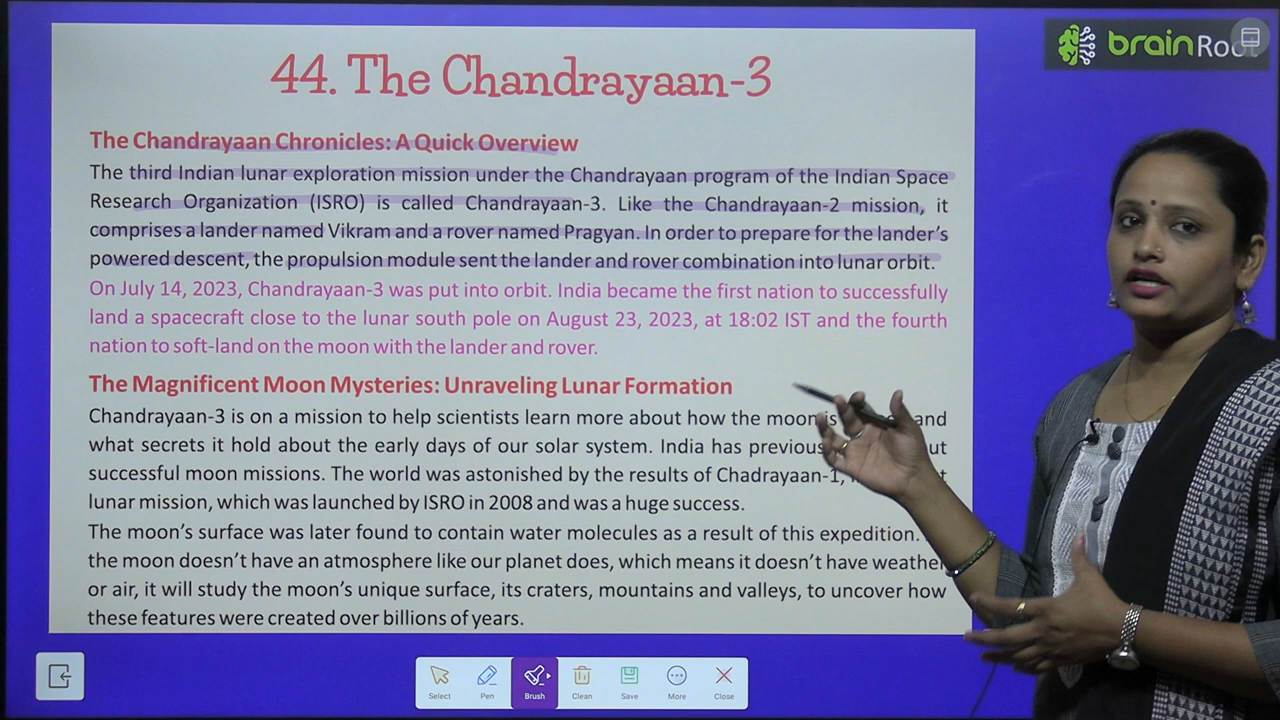 brainRoot
44. The Chandrayaan-3
The Chandrayaan Chronicles: A Quick Overview
The third Indian lunar exploration mission under the Chandrayaan program of the Indian Space
Research Organization (ISRO) is called Chandrayaan-3. Like the Chandrayaan-2 mission, it
comprises a lander named Vikram and a rover named Pragyan. In order to prepare for the lander's
powered descent, the propulsion module sent the lander and rover combination into lunar orbit.
On July 14, 2023, Chandrayaan-3 was put into orbit. India became the first nation to successfully
land a spacecraft close to the lunar south pole on August 23, 2023, at 18:02 IST and the fourth
nation to soft-land on the moon with the lander and rover.
The Magnificent Moon Mysteries: Unraveling Lunar Formation
Chandrayaan-3 is on a mission to help scientists learn more about how the moon is and
what secrets it hold about the early days of our solar system. India has
successful moon missions. The world was astonished by the results of Chadrayaan-1,
lunar mission, which was launched by ISRO in 2008 and was a huge success.
The moon's surface was later found to contain water molecules as a result of this expedition.
the moon doesn't have an atmosphere like our planet does, which means it doesn't have weather
or air, it will study the moon's unique surface, its craters, mountains and valleys, to uncover how
these features were created over billions of years.
Select Pen Brush Clean Save More Close